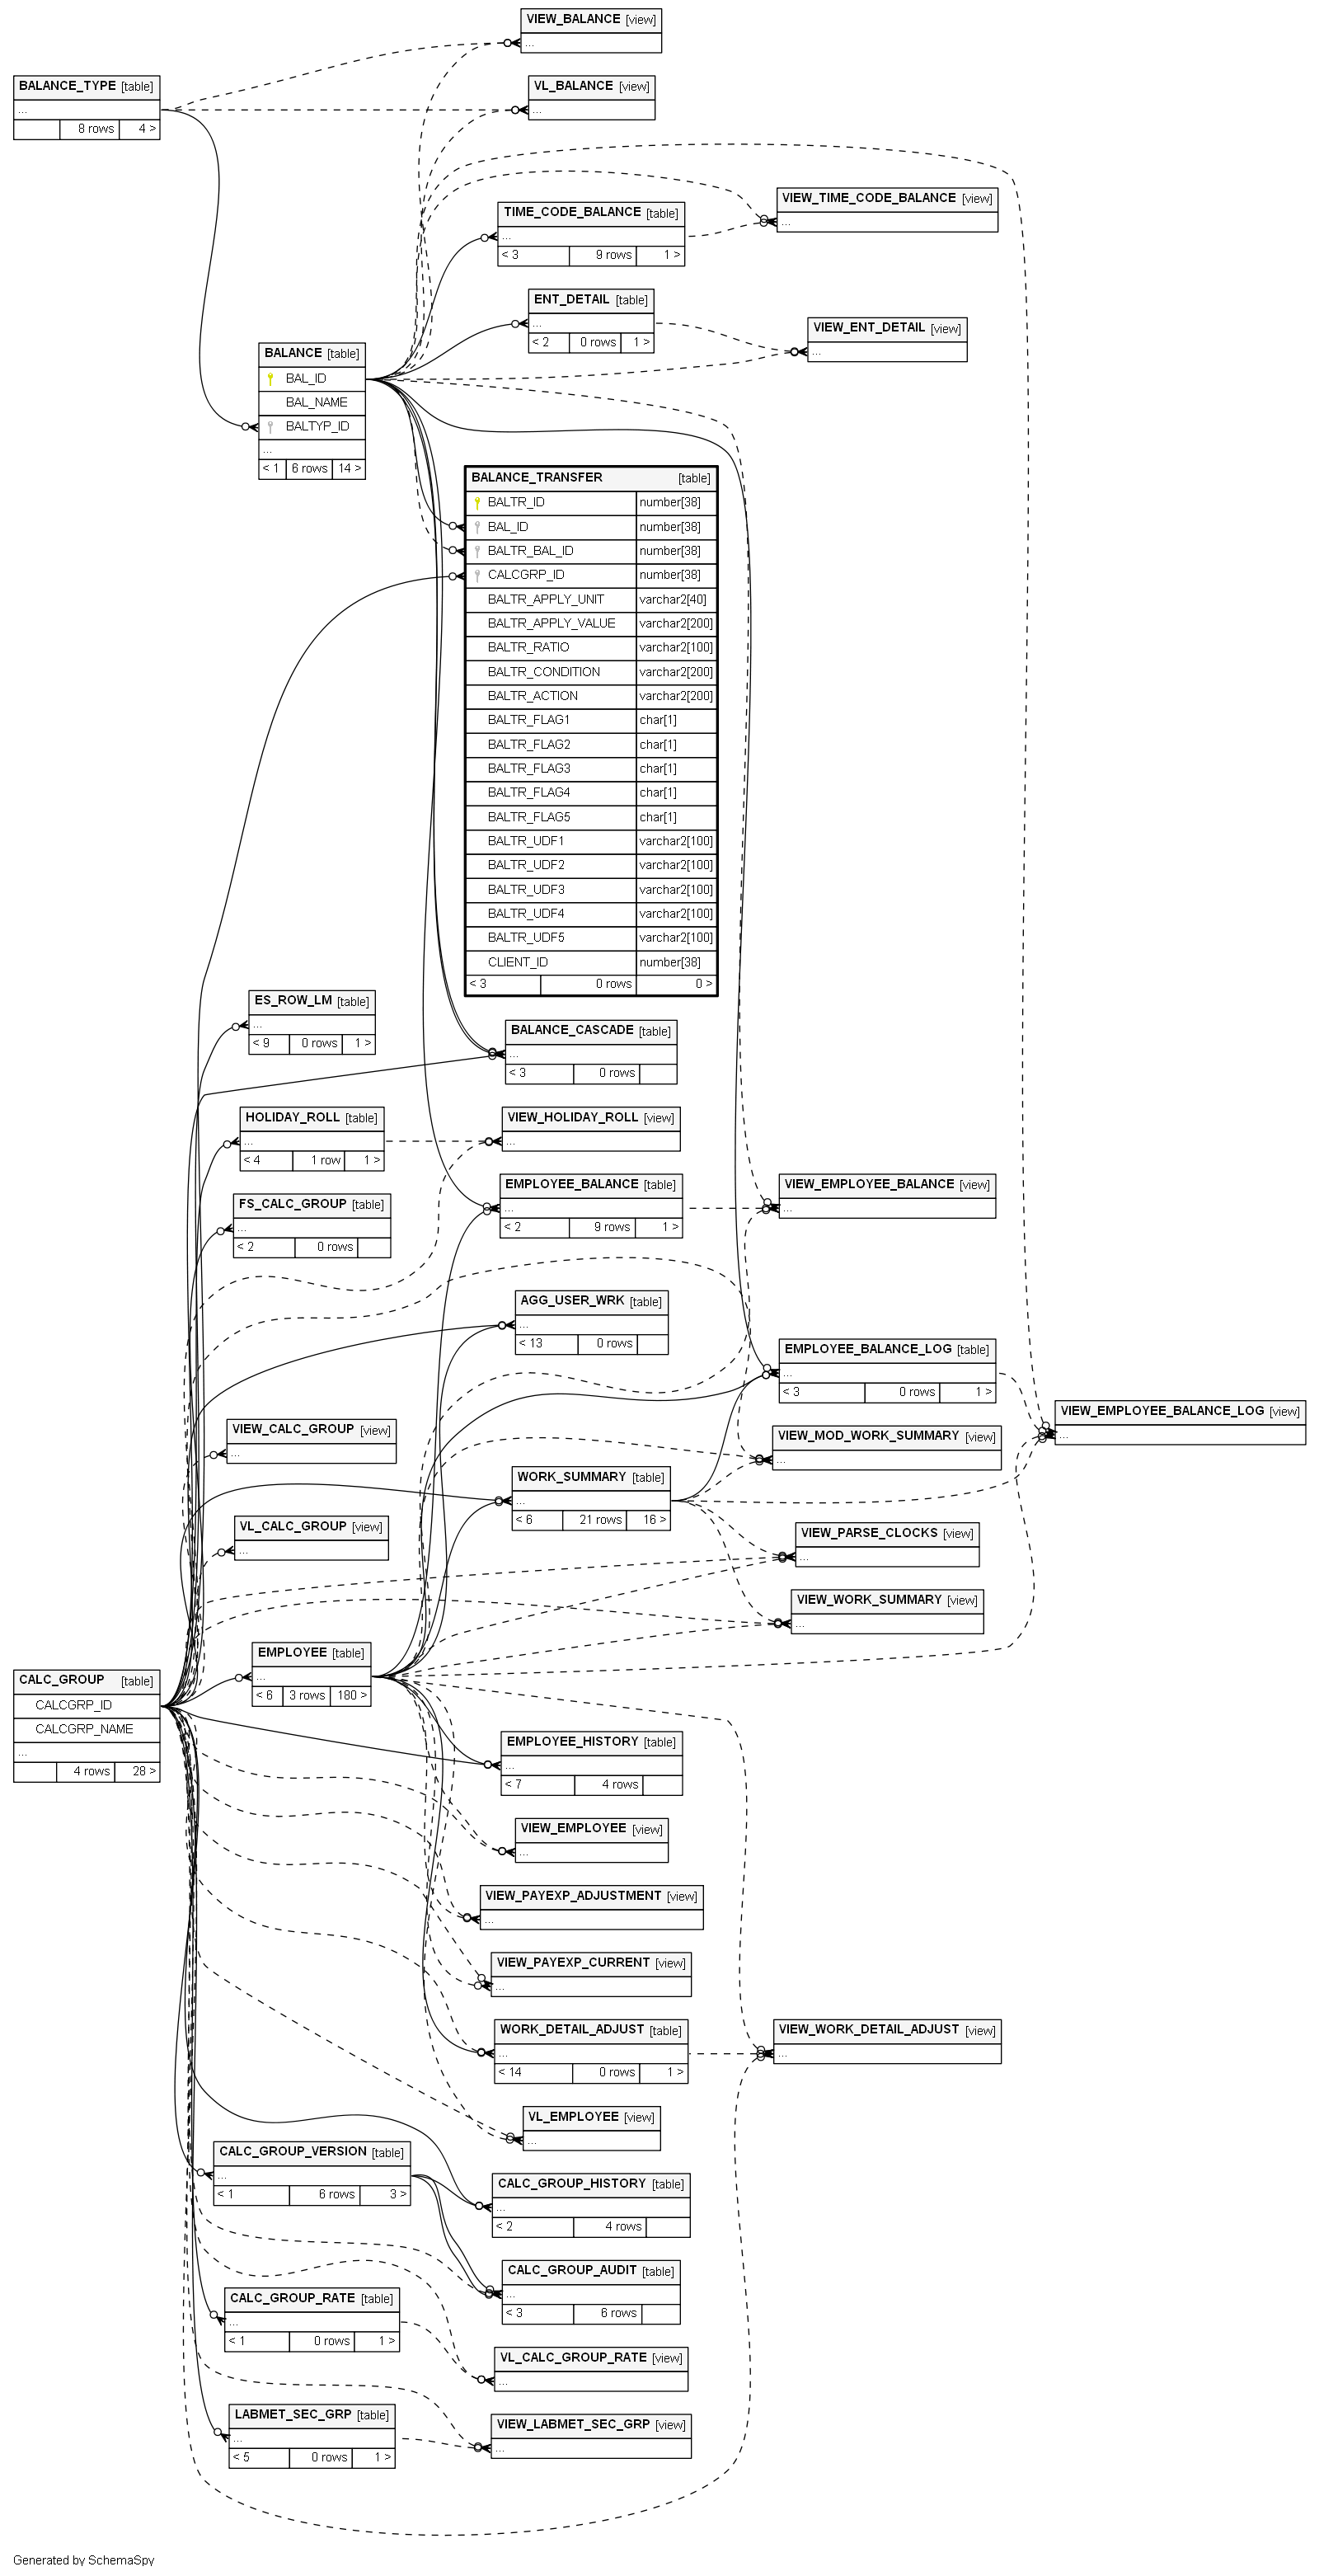 VIEW_BALANCE [view]
...
BALANCE_TYPE [table]
...
8 rows 4 >
VL_BALANCE [view]
...
VIEW_TIME_CODE_BALANCE [view]
...
TIME_CODE_BALANCE [table]
...
< 3 9 rows 1 >
ENT_DETAIL [table]
...
< 2 0 rows 1 >
VIEW_ENT_DETAIL [view]
...
BALANCE [table]
BAL_ID
BAL_NAME
BALTYP_ID
...
< 1 6 rows 14 >
BALANCE_TRANSFER [table]
BALTR_ID number[38]
BAL_ID number[38]
BALTR_BAL_ID number[38]
CALCGRP_ID number[38]
BALTR_APPLY_UNIT varchar2[40]
BALTR_APPLY_VALUE varchar2[200]
BALTR_RATIO varchar2[100]
BALTR_CONDITION varchar2[200]
BALTR_ACTION varchar2[200]
BALTR_FLAG1 char[1]
BALTR_FLAG2 char[1]
BALTR_FLAG3 char[1]
BALTR_FLAG4 char[1]
BALTR_FLAG5 char[1]
BALTR_UDF1 varchar2[100]
BALTR_UDF2 varchar2[100]
BALTR_UDF3 varchar2[100]
BALTR_UDF4 varchar2[100]
BALTR_UDF5 varchar2[100]
CLIENT_ID number[38]
< 3 0 rows 0 >
ES_ROW_LM [table]
...
< 9 0 rows 1 >
BALANCE_CASCADE [table]
...
< 3 0 rows
HOLIDAY_ROLL [table]
...
< 4 1 row 1 >
VIEW_HOLIDAY_ROLL [view]
...
EMPLOYEE_BALANCE [table]
...
< 2 9 rows 1 >
VIEW_EMPLOYEE_BALANCE [view]
...
FS_CALC_GROUP [table]
...
< 2 0 rows
AGG_USER_WRK [table]
...
< 13 0 rows
EMPLOYEE_BALANCE_LOG [table]
...
< 3 0 rows 1 >
VIEW_EMPLOYEE_BALANCE_LOG [view]
...
VIEW_CALC_GROUP [view]
...
VIEW_MOD_WORK_SUMMARY [view]
...
WORK_SUMMARY [table]
...
< 6 21 rows 16 >
VL_CALC_GROUP [view]
...
VIEW_PARSE_CLOCKS [view]
...
VIEW_WORK_SUMMARY [view]
...
EMPLOYEE [table]
...
< 6 3 rows 180 >
CALC_GROUP [table]
CALCGRP_ID
CALCGRP_NAME
...
4 rows 28 >
EMPLOYEE_HISTORY [table]
...
< 7 4 rows
VIEW_EMPLOYEE [view]
...
VIEW_PAYEXP_ADJUSTMENT [view]
...
VIEW_PAYEXP_CURRENT [view]
...
WORK_DETAIL_ADJUST [table]
...
< 14 0 rows 1 >
VIEW_WORK_DETAIL_ADJUST [view]
...
VL_EMPLOYEE [view]
...
CALC_GROUP_VERSION [table]
...
< 1 6 rows 3 >
CALC_GROUP_HISTORY [table]
...
< 2 4 rows
CALC_GROUP_AUDIT [table]
...
< 3 6 rows
CALC_GROUP_RATE [table]
...
< 1 0 rows 1 >
VL_CALC_GROUP_RATE [view]
...
LABMET_SEC_GRP [table]
...
< 5 0 rows 1 >
VIEW_LABMET_SEC_GRP [view]
...
Generated by SchemaSpy